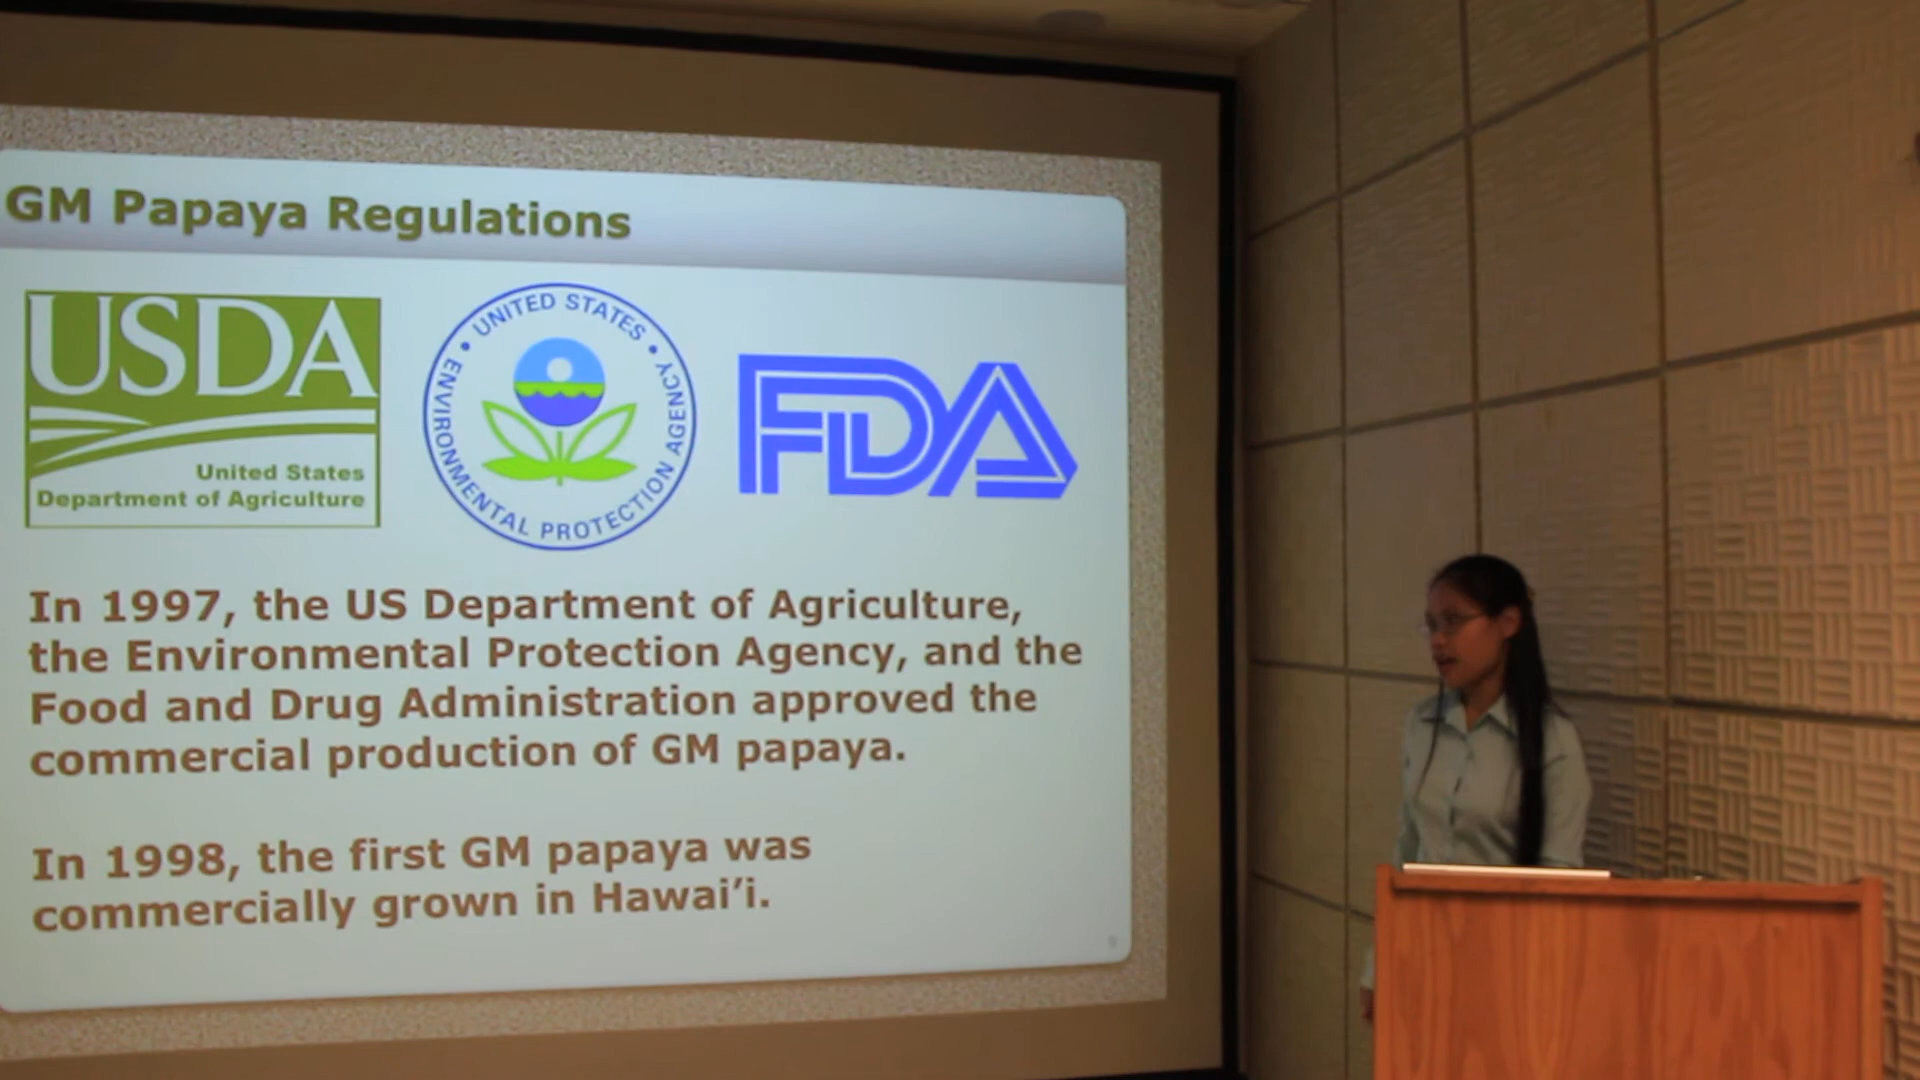 GM Papaya Regulations
USDA
United States
Department of Agriculture
UNITED STATES
ENVIRONMENTAL PROTECTION AGENCY
FDA
In 1997, the US Department of Agriculture,
the Environmental Protection Agency, and the
Food and Drug Administration approved the
commercial production of GM papaya.
In 1998, the first GM papaya was
commercially grown in Hawai’i.